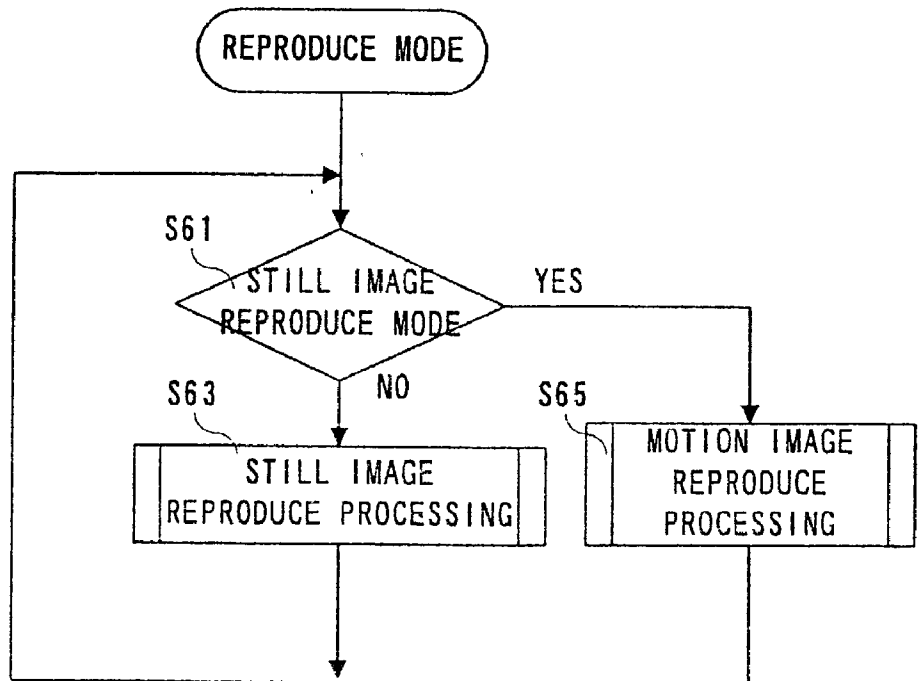 REPRODUCE MODE
S61
STILL IMAGE
REPRODUCE MODE
YES
NO
S63
STILL IMAGE
REPRODUCE PROCESSING
S65
MOTION IMAGE
REPRODUCE
PROCESSING